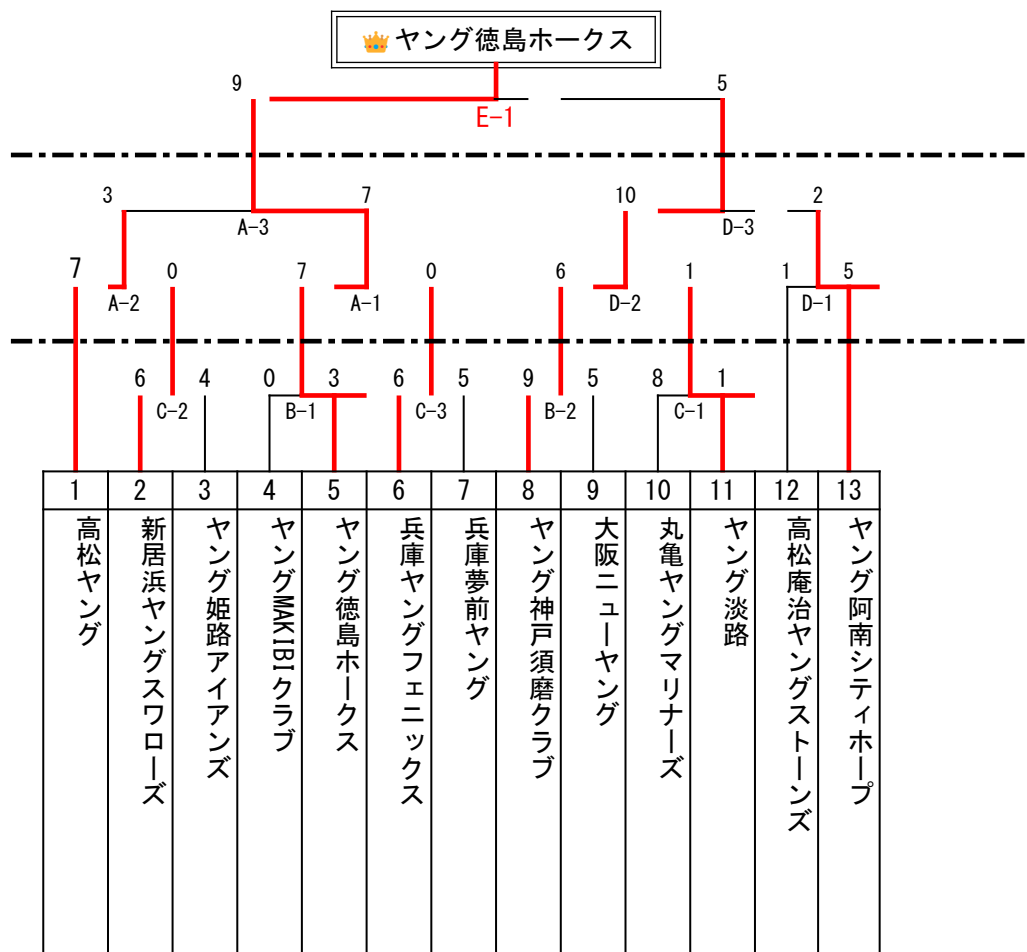 ヤング徳島ホークス
9 5
E-1
3 7 10 2
A-3 D-3
7 0 7 0 6 1 1 5
A-2 A-1 D-2 D-1
6 4 0 3 6 5 9 5 8 1
C-2 B-1 C-3 B-2 C-1
1 2 3 4 5 6 7 8 9 10 11 12 13
高松ヤング
新居浜ヤングスワローズ
ヤング姫路アイアンズ
ヤングMAKIBIクラブ
ヤング徳島ホークス
兵庫ヤングフェニックス
兵庫夢前ヤング
ヤング神戸須磨クラブ
大阪ニューヤング
丸亀ヤングマリナーズ
ヤング淡路
高松庵治ヤングストーンズ
ヤング阿南シティホープ